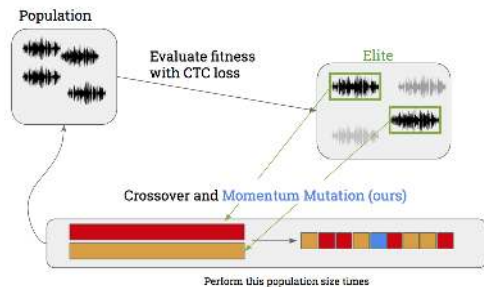 Population
Evaluate fitness
with CTC loss
Elite
Crossover and Momentum Mutation (ours)
Perform this population size times